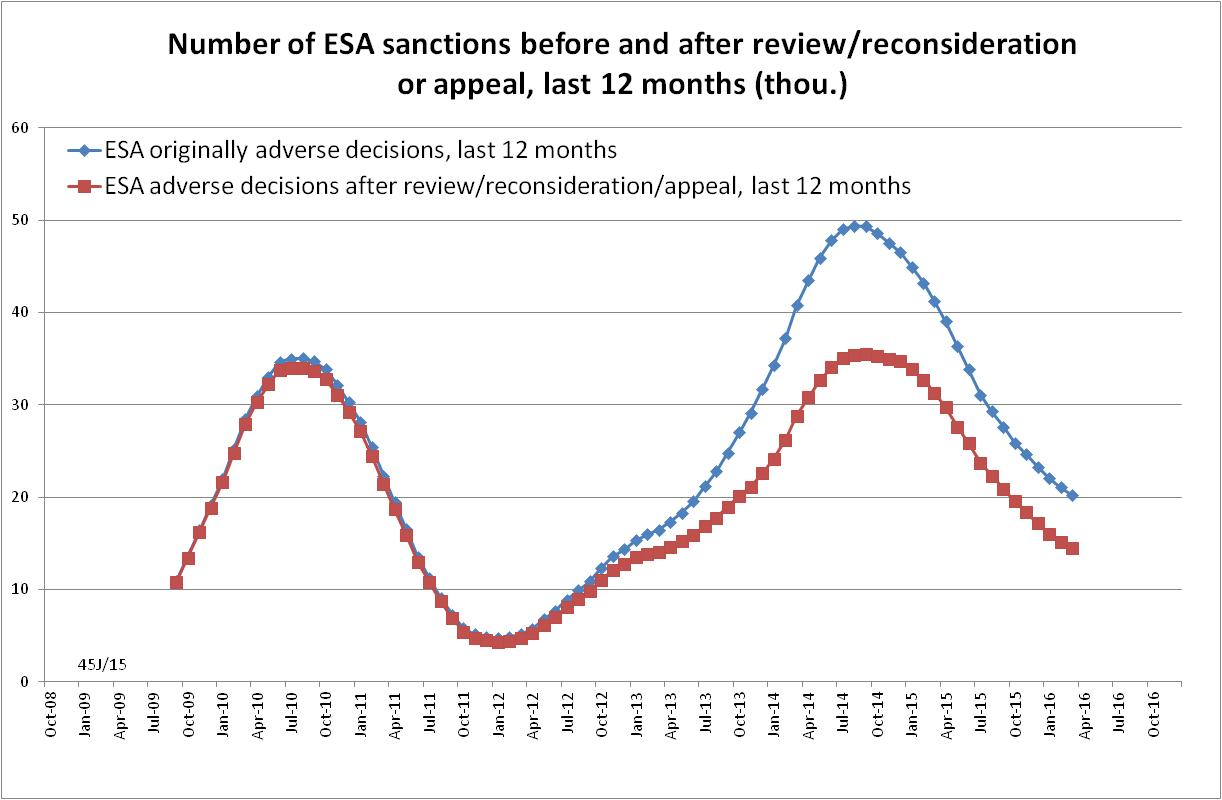 Number of ESA sanctions before and after review/reconsideration
or appeal, last 12 months (thou.)
60
ESA originally adverse decisions, last 12 months
ESA adverse decisions after review/reconsideration/appeal, last 12 months
50
40
30
20
10
45J/15
0
Oct-08
Jan-09
Apr-09
Jul-09
Oct-09
Jan-10
Apr-10
Jul-10
Oct-10
Jan-11
Apr-11
Jul-11
Oct-11
Jan-12
Apr-12
Jul-12
Oct-12
Jan-13
Apr-13
Jul-13
Oct-13
Jan-14
Apr-14
Jul-14
Oct-14
Jan-15
Apr-15
Jul-15
Oct-15
Jan-16
Apr-16
Jul-16
Oct-16